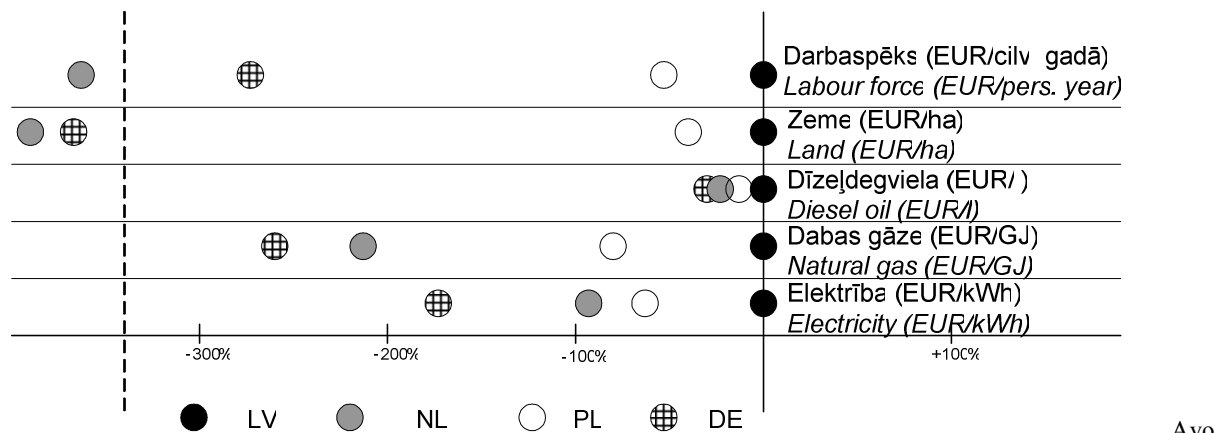 Darbaspēks (EUR/cilv gadā)
Labour force (EUR/pers. year)
Zeme (EUR/ha)
Land (EUR/ha)
Dīzeļdegviela (EUR/ )
Diesel oil (EUR/l)
Dabas gāze (EUR/GJ)
Natural gas (EUR/GJ)
Elektrība (EUR/kWh)
Electricity (EUR/kWh)
-300% -200% -100% +100%
LV NL PL DE
Avo